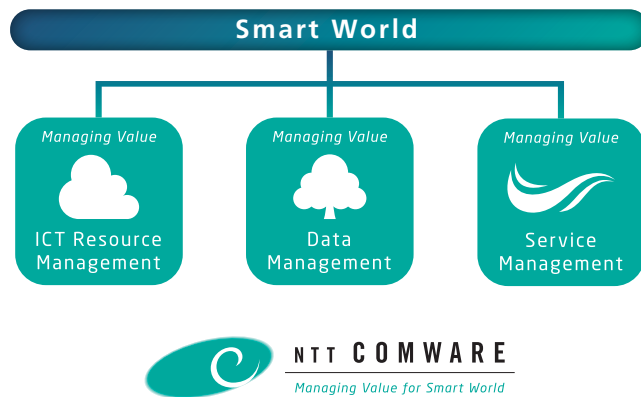 Smart World
Managing Value
ICT Resource
Management
Managing Value
Data
Management
Managing Value
Service
Management
NTT COMWARE
Managing Value for Smart World